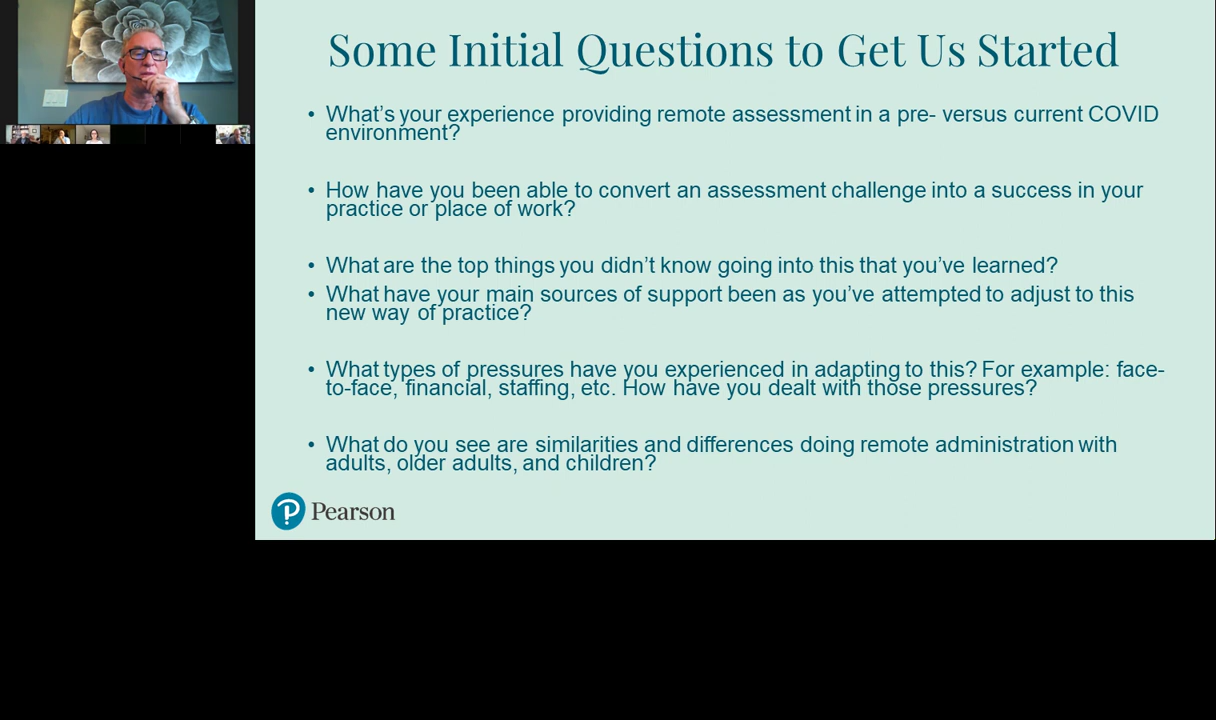 Some Initial Questions to Get Us Started
• What's your experience providing remote assessment in a pre- versus current COVID
environment?
• How have you been able to convert an assessment challenge into a success in your
practice or place of work?
• What are the top things you didn't know going into this that you've learned?
• What have your main sources of support been as you've attempted to adjust to this
new way of practice?
• What types of pressures have you experienced in adapting to this? For example: face-
to-face, financial, staffing, etc. How have you dealt with those pressures?
• What do you see are similarities and differences doing remote administration with
adults, older adults, and children?
P Pearson